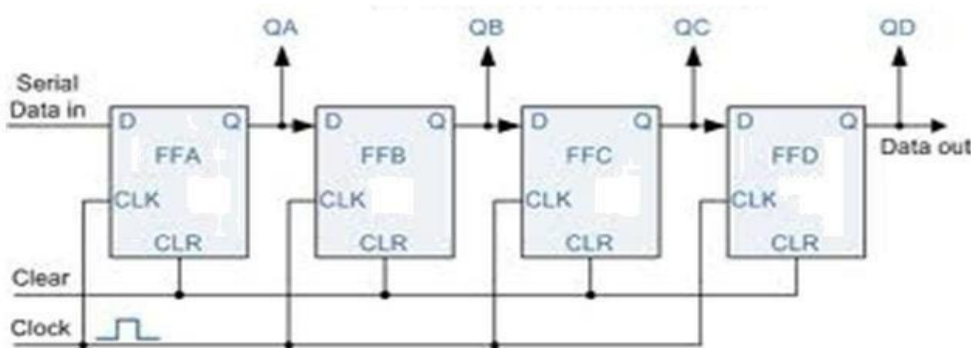 QA QB QC QD
Serial
Data in
D Q D Q D Q D Q
Data out
FFA FFB FFC FFD
CLK CLK CLK CLK
CLR CLR CLR CLR
Clear
Clock